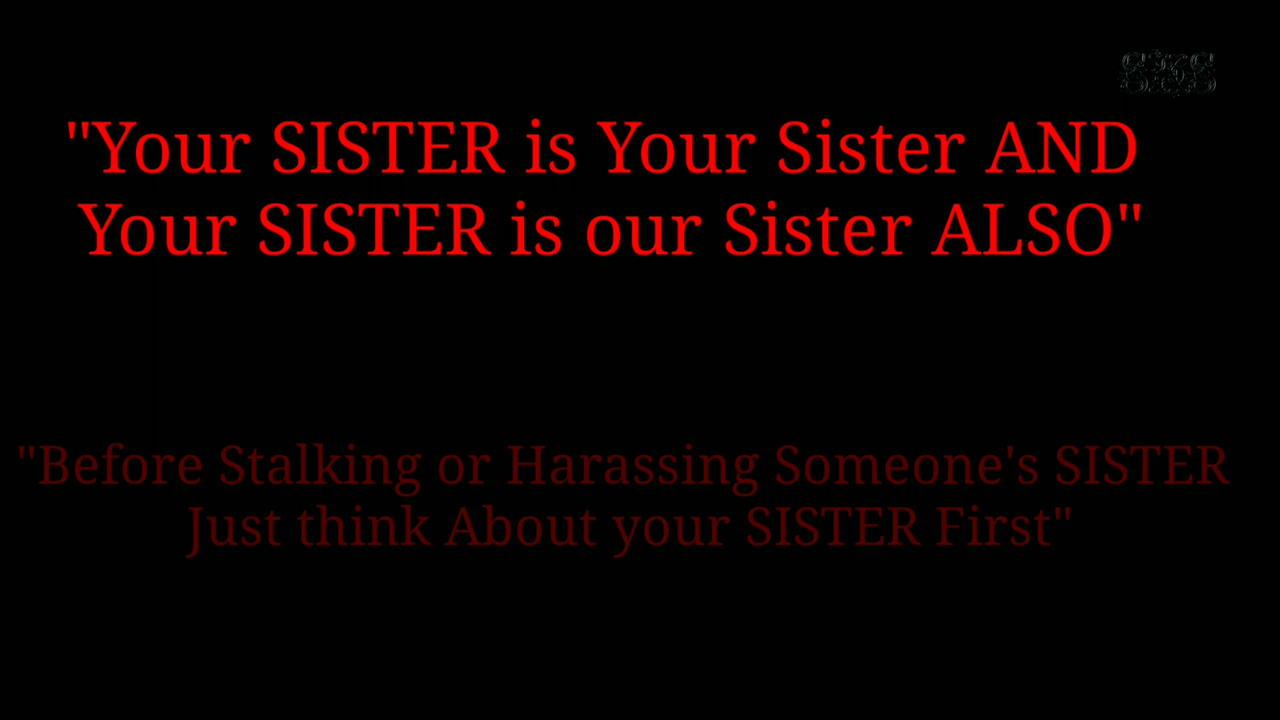 "Your SISTER is Your Sister AND
Your SISTER is our Sister ALSO"
"Before Stalking or Harassing Someone's SISTER
Just think About your SISTER First"